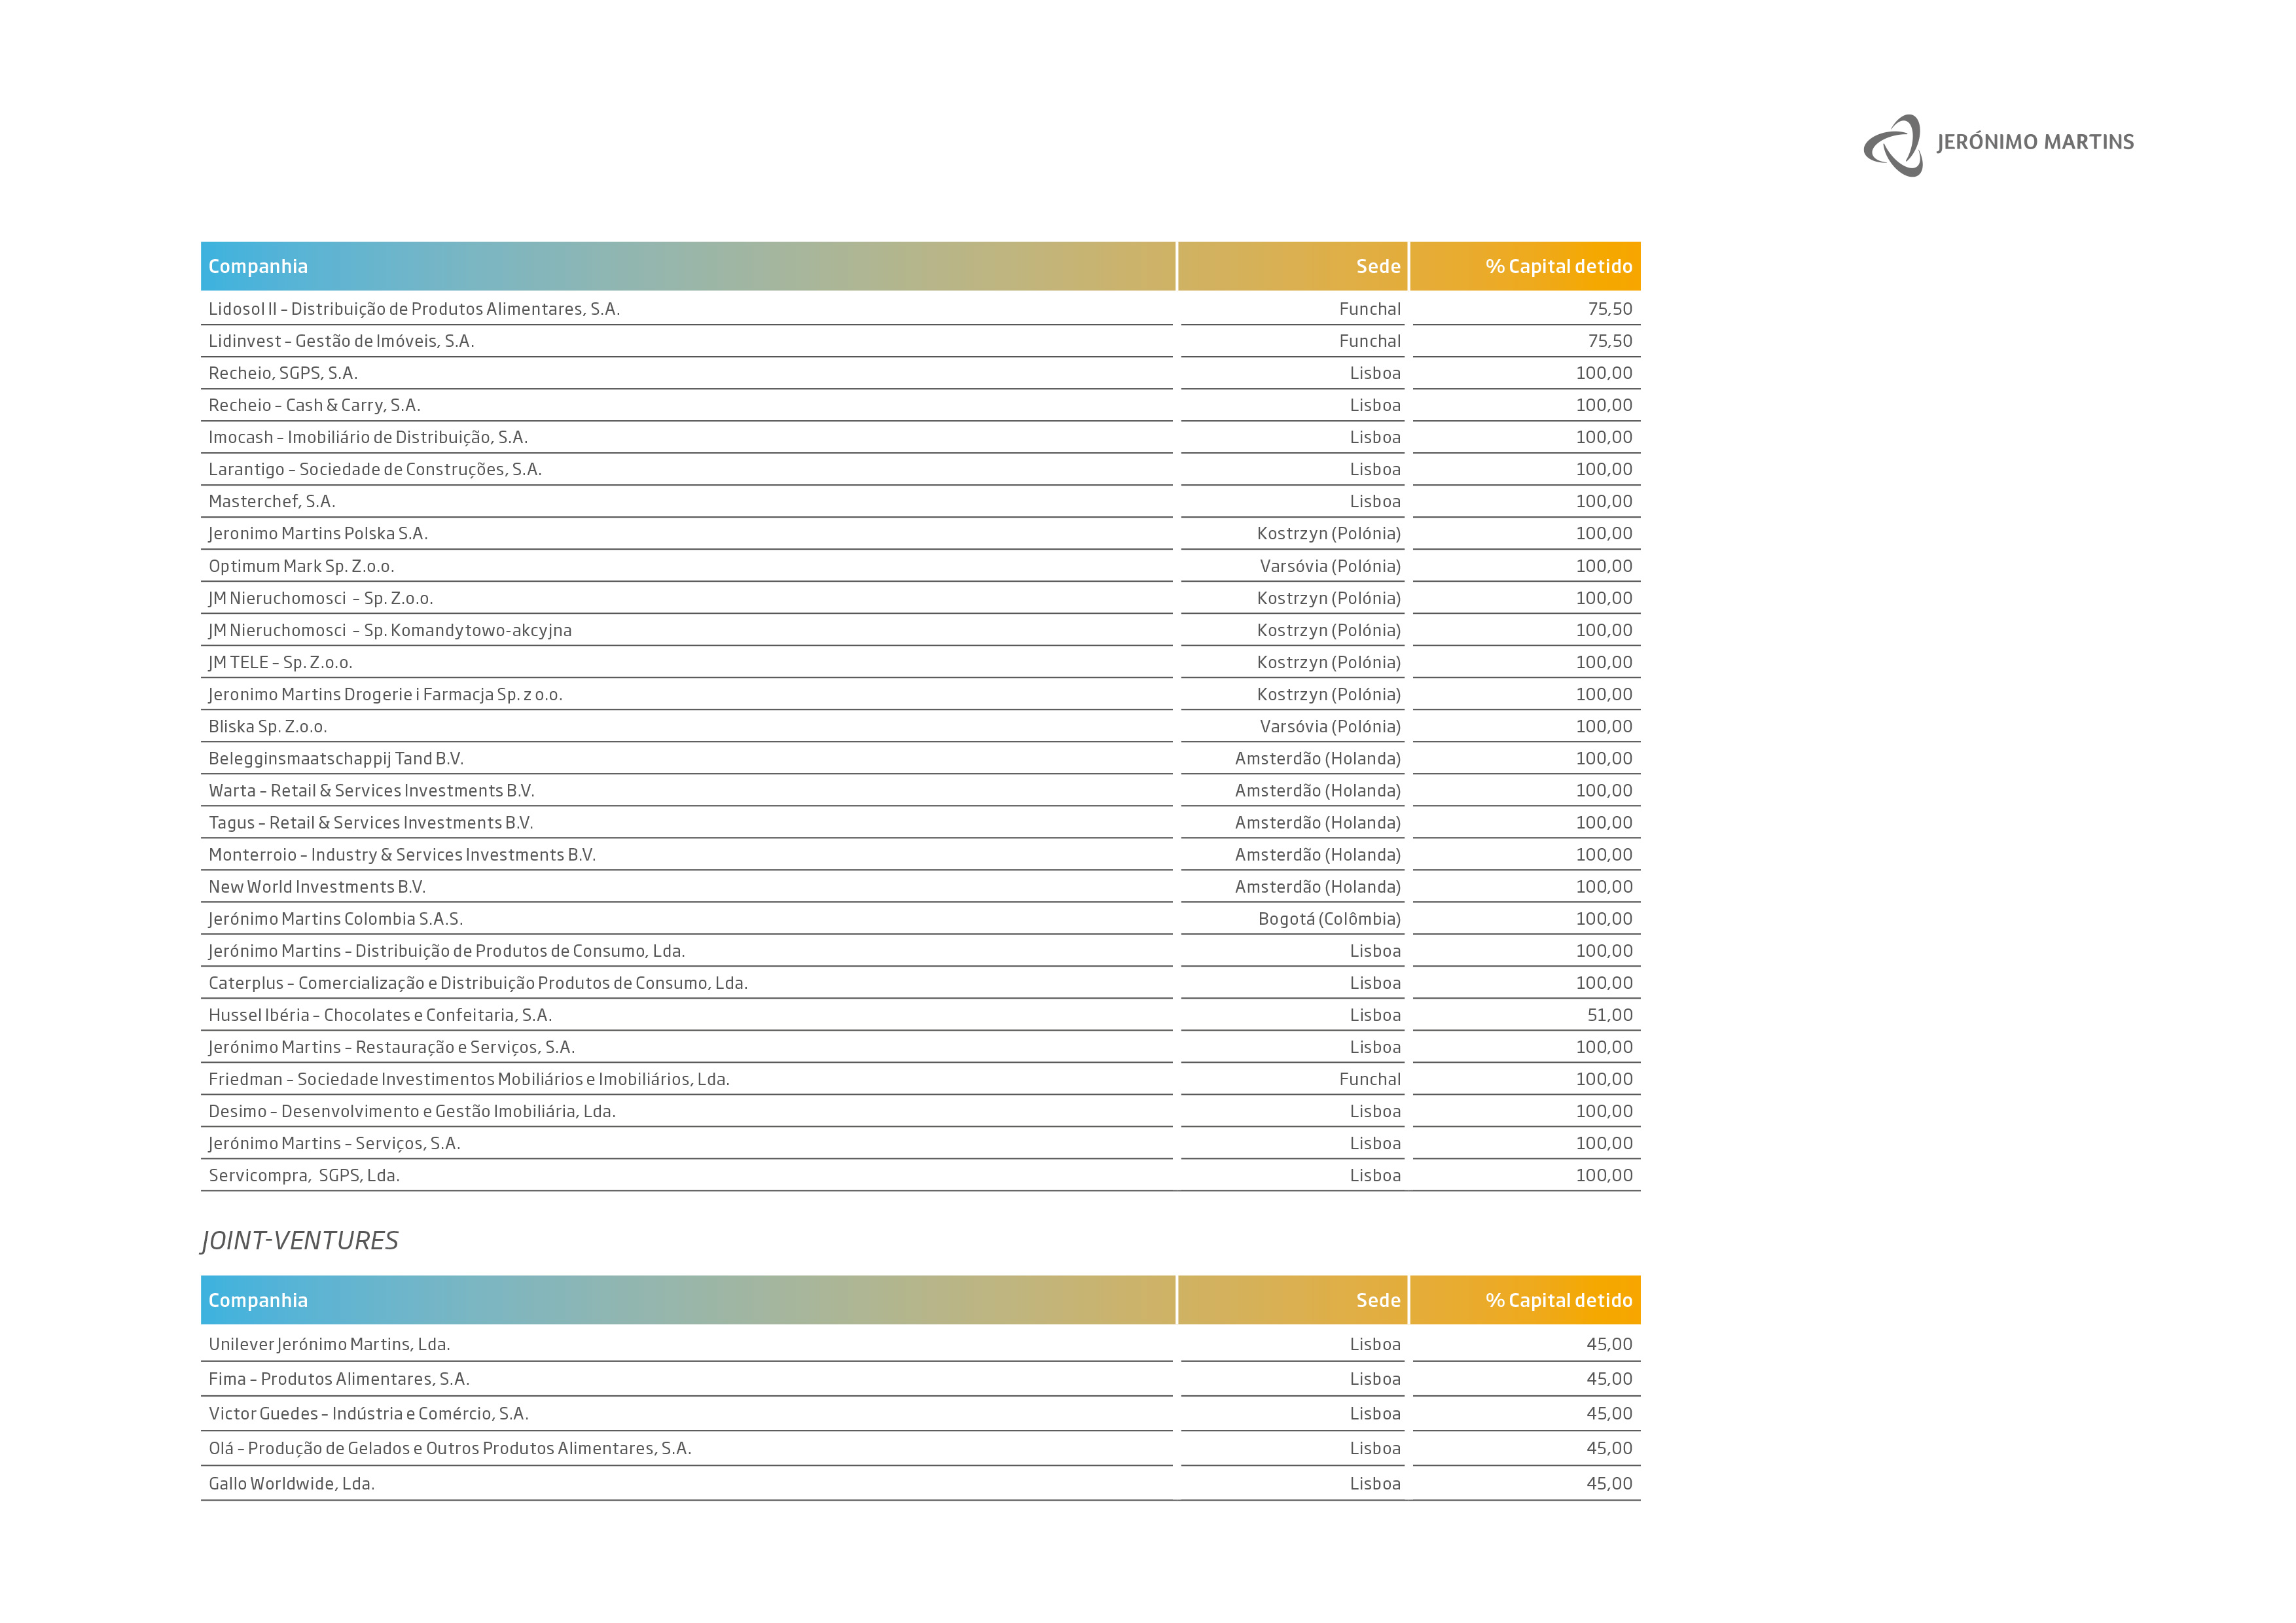 JERÓNIMO MARTINS
Companhia Sede % Capital detido
Lidosol II – Distribuição de Produtos Alimentares, S.A. Funchal 75,50
Lidinvest – Gestão de Imóveis, S.A. Funchal 75,50
Recheio, SGPS, S.A. Lisboa 100,00
Recheio – Cash & Carry, S.A. Lisboa 100,00
Imocash – Imobiliário de Distribuição, S.A. Lisboa 100,00
Larantigo – Sociedade de Construções, S.A. Lisboa 100,00
Masterchef, S.A. Lisboa 100,00
Jeronimo Martins Polska S.A. Kostrzyn (Polónia) 100,00
Optimum Mark Sp. Z.o.o. Varsóvia (Polónia) 100,00
JM Nieruchomosci – Sp. Z.o.o. Kostrzyn (Polónia) 100,00
JM Nieruchomosci – Sp. Komandytowo-akcyjna Kostrzyn (Polónia) 100,00
JM TELE – Sp. Z.o.o. Kostrzyn (Polónia) 100,00
Jeronimo Martins Drogerie i Farmacja Sp. z o.o. Kostrzyn (Polónia) 100,00
Bliska Sp. Z.o.o. Varsóvia (Polónia) 100,00
Belegginsmaatschappij Tand B.V. Amsterdão (Holanda) 100,00
Warta – Retail & Services Investments B.V. Amsterdão (Holanda) 100,00
Tagus – Retail & Services Investments B.V. Amsterdão (Holanda) 100,00
Monterroio – Industry & Services Investments B.V. Amsterdão (Holanda) 100,00
New World Investments B.V. Amsterdão (Holanda) 100,00
Jerónimo Martins Colombia S.A.S. Bogotá (Colômbia) 100,00
Jerónimo Martins – Distribuição de Produtos de Consumo, Lda. Lisboa 100,00
Caterplus – Comercialização e Distribuição Produtos de Consumo, Lda. Lisboa 100,00
Hussel Ibéria – Chocolates e Confeitaria, S.A. Lisboa 51,00
Jerónimo Martins – Restauração e Serviços, S.A. Lisboa 100,00
Friedman – Sociedade Investimentos Mobiliários e Imobiliários, Lda. Funchal 100,00
Desimo – Desenvolvimento e Gestão Imobiliária, Lda. Lisboa 100,00
Jerónimo Martins – Serviços, S.A. Lisboa 100,00
Servicompra, SGPS, Lda. Lisboa 100,00
JOINT-VENTURES
Companhia Sede % Capital detido
Unilever Jerónimo Martins, Lda. Lisboa 45,00
Fima – Produtos Alimentares, S.A. Lisboa 45,00
Victor Guedes – Indústria e Comércio, S.A. Lisboa 45,00
Olá – Produção de Gelados e Outros Produtos Alimentares, S.A. Lisboa 45,00
Gallo Worldwide, Lda. Lisboa 45,00